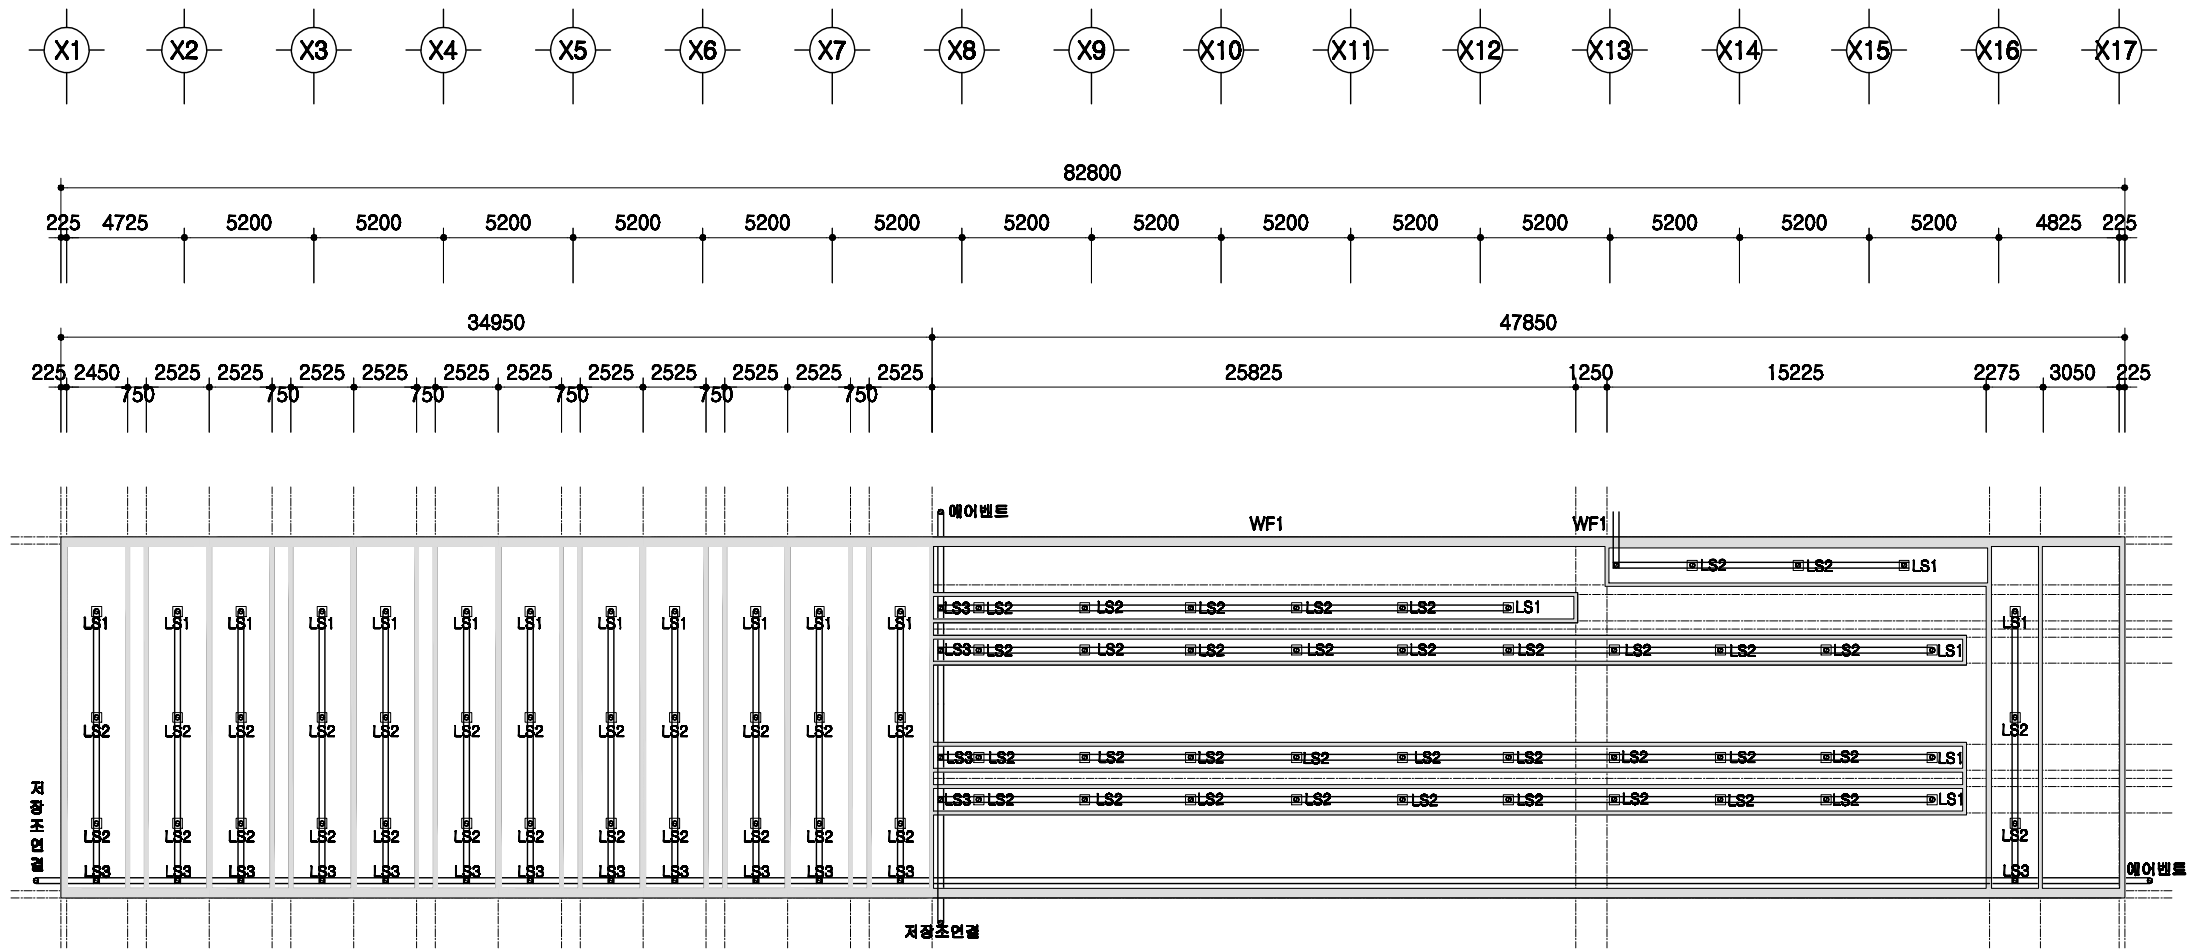 X1 X2 X3 X4 X5 X6 X7 X8 X9 X10 X11 X12 X13 X14 X15 X16 X17
82800
225 4725 5200 5200 5200 5200 5200 5200 5200 5200 5200 5200 5200 5200 5200 5200 4825 225
34950 47850
225 2450 2525 2525 2525 2525 2525 2525 2525 2525 2525 2525 2525 25825 1250 15225 2275 3050 225
750 750 750 750 750 750
에어벤트
WF1 WF1
LS2 LS2 LS1
LS3 LS2 LS2 LS2 LS2 LS2 LS1
LS1 LS1 LS1 LS1 LS1 LS1 LS1 LS1 LS1 LS1 LS1 LS1 LS1
LS3 LS2 LS2 LS2 LS2 LS2 LS2 LS2 LS2 LS2 LS1
LS2 LS2 LS2 LS2 LS2 LS2 LS2 LS2 LS2 LS2 LS2 LS2 LS2
LS3 LS2 LS2 LS2 LS2 LS2 LS2 LS2 LS2 LS2 LS1
LS3 LS2 LS2 LS2 LS2 LS2 LS2 LS2 LS2 LS2 LS1
저장조연결
LS2 LS2 LS2 LS2 LS2 LS2 LS2 LS2 LS2 LS2 LS2 LS2 LS2
LS3 LS3 LS3 LS3 LS3 LS3 LS3 LS3 LS3 LS3 LS3 LS3 LS3
에어벤트
저장조연결